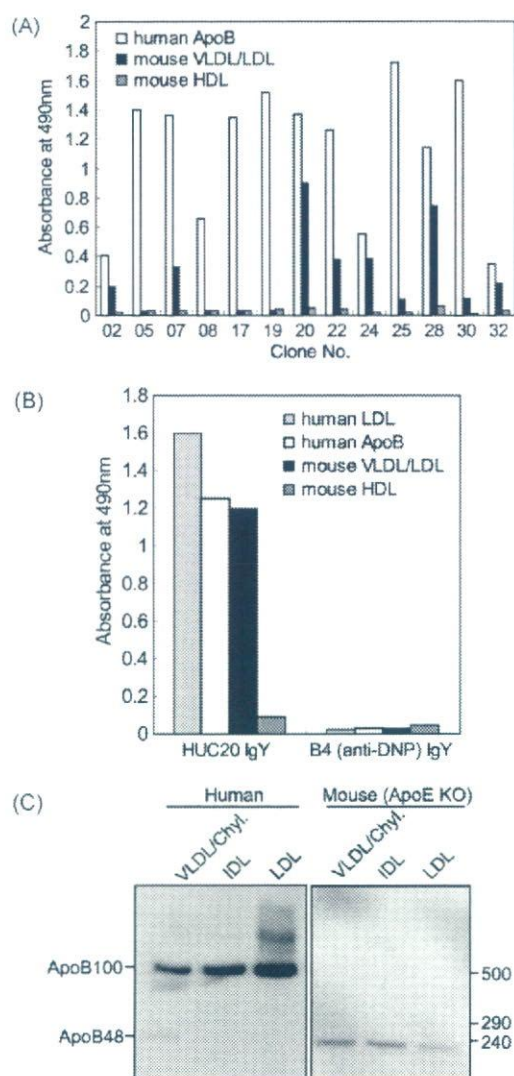 (A)
human ApoB
mouse VLDL/LDL
mouse HDL
Absorbance at 490nm
2
1.8
1.6
1.4
1.2
1
0.8
0.6
0.4
0.2
0
02 05 07 08 17 19 20 22 24 25 28 30 32
Clone No.
(B)
human LDL
human ApoB
mouse VLDL/LDL
mouse HDL
Absorbance at 490nm
1.8
1.6
1.4
1.2
1
0.8
0.6
0.4
0.2
0
HUC20 IgY B4 (anti-DNP) IgY
(C)
Human Mouse (ApoE KO)
VLDL/Chyl. IDL LDL VLDL/Chyl. IDL LDL
ApoB100
ApoB48
500
290
240